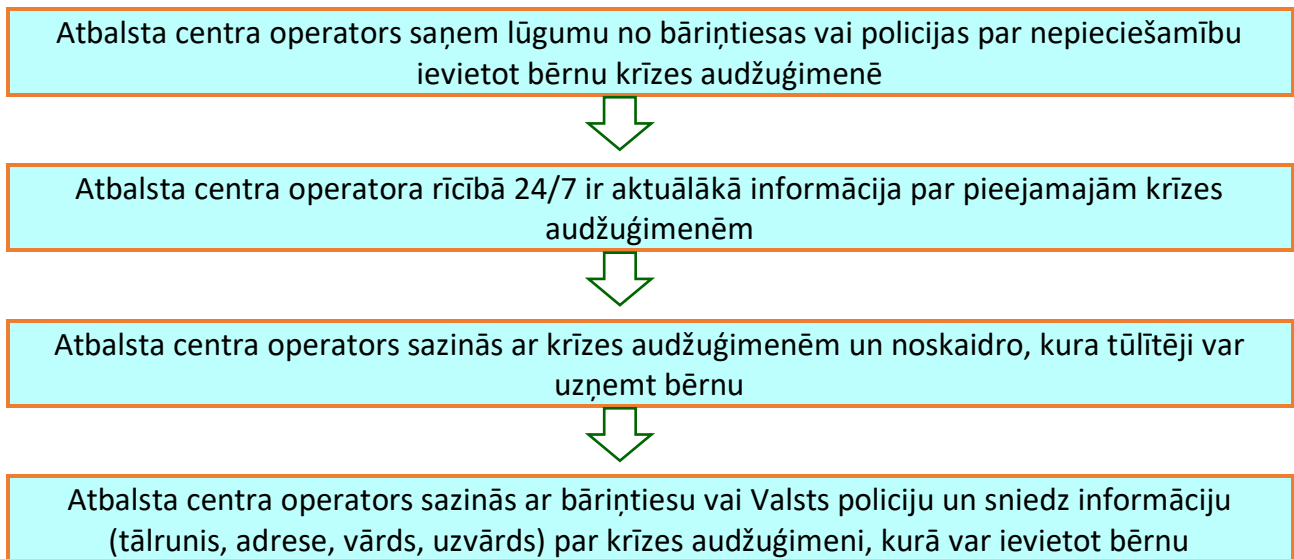 Atbalsta centra operators saņem lūgumu no bāriņtiesas vai policijas par nepieciešamību
ievietot bērnu krīzes audžuģimenē
Atbalsta centra operatora rīcībā 24/7 ir aktuālākā informācija par pieejamajām krīzes
audžuģimenēm
Atbalsta centra operators sazinās ar krīzes audžuģimenēm un noskaidro, kura tūlītēji var
uzņemt bērnu
Atbalsta centra operators sazinās ar bāriņtiesu vai Valsts policiju un sniedz informāciju
(tālrunis, adrese, vārds, uzvārds) par krīzes audžuģimeni, kurā var ievietot bērnu